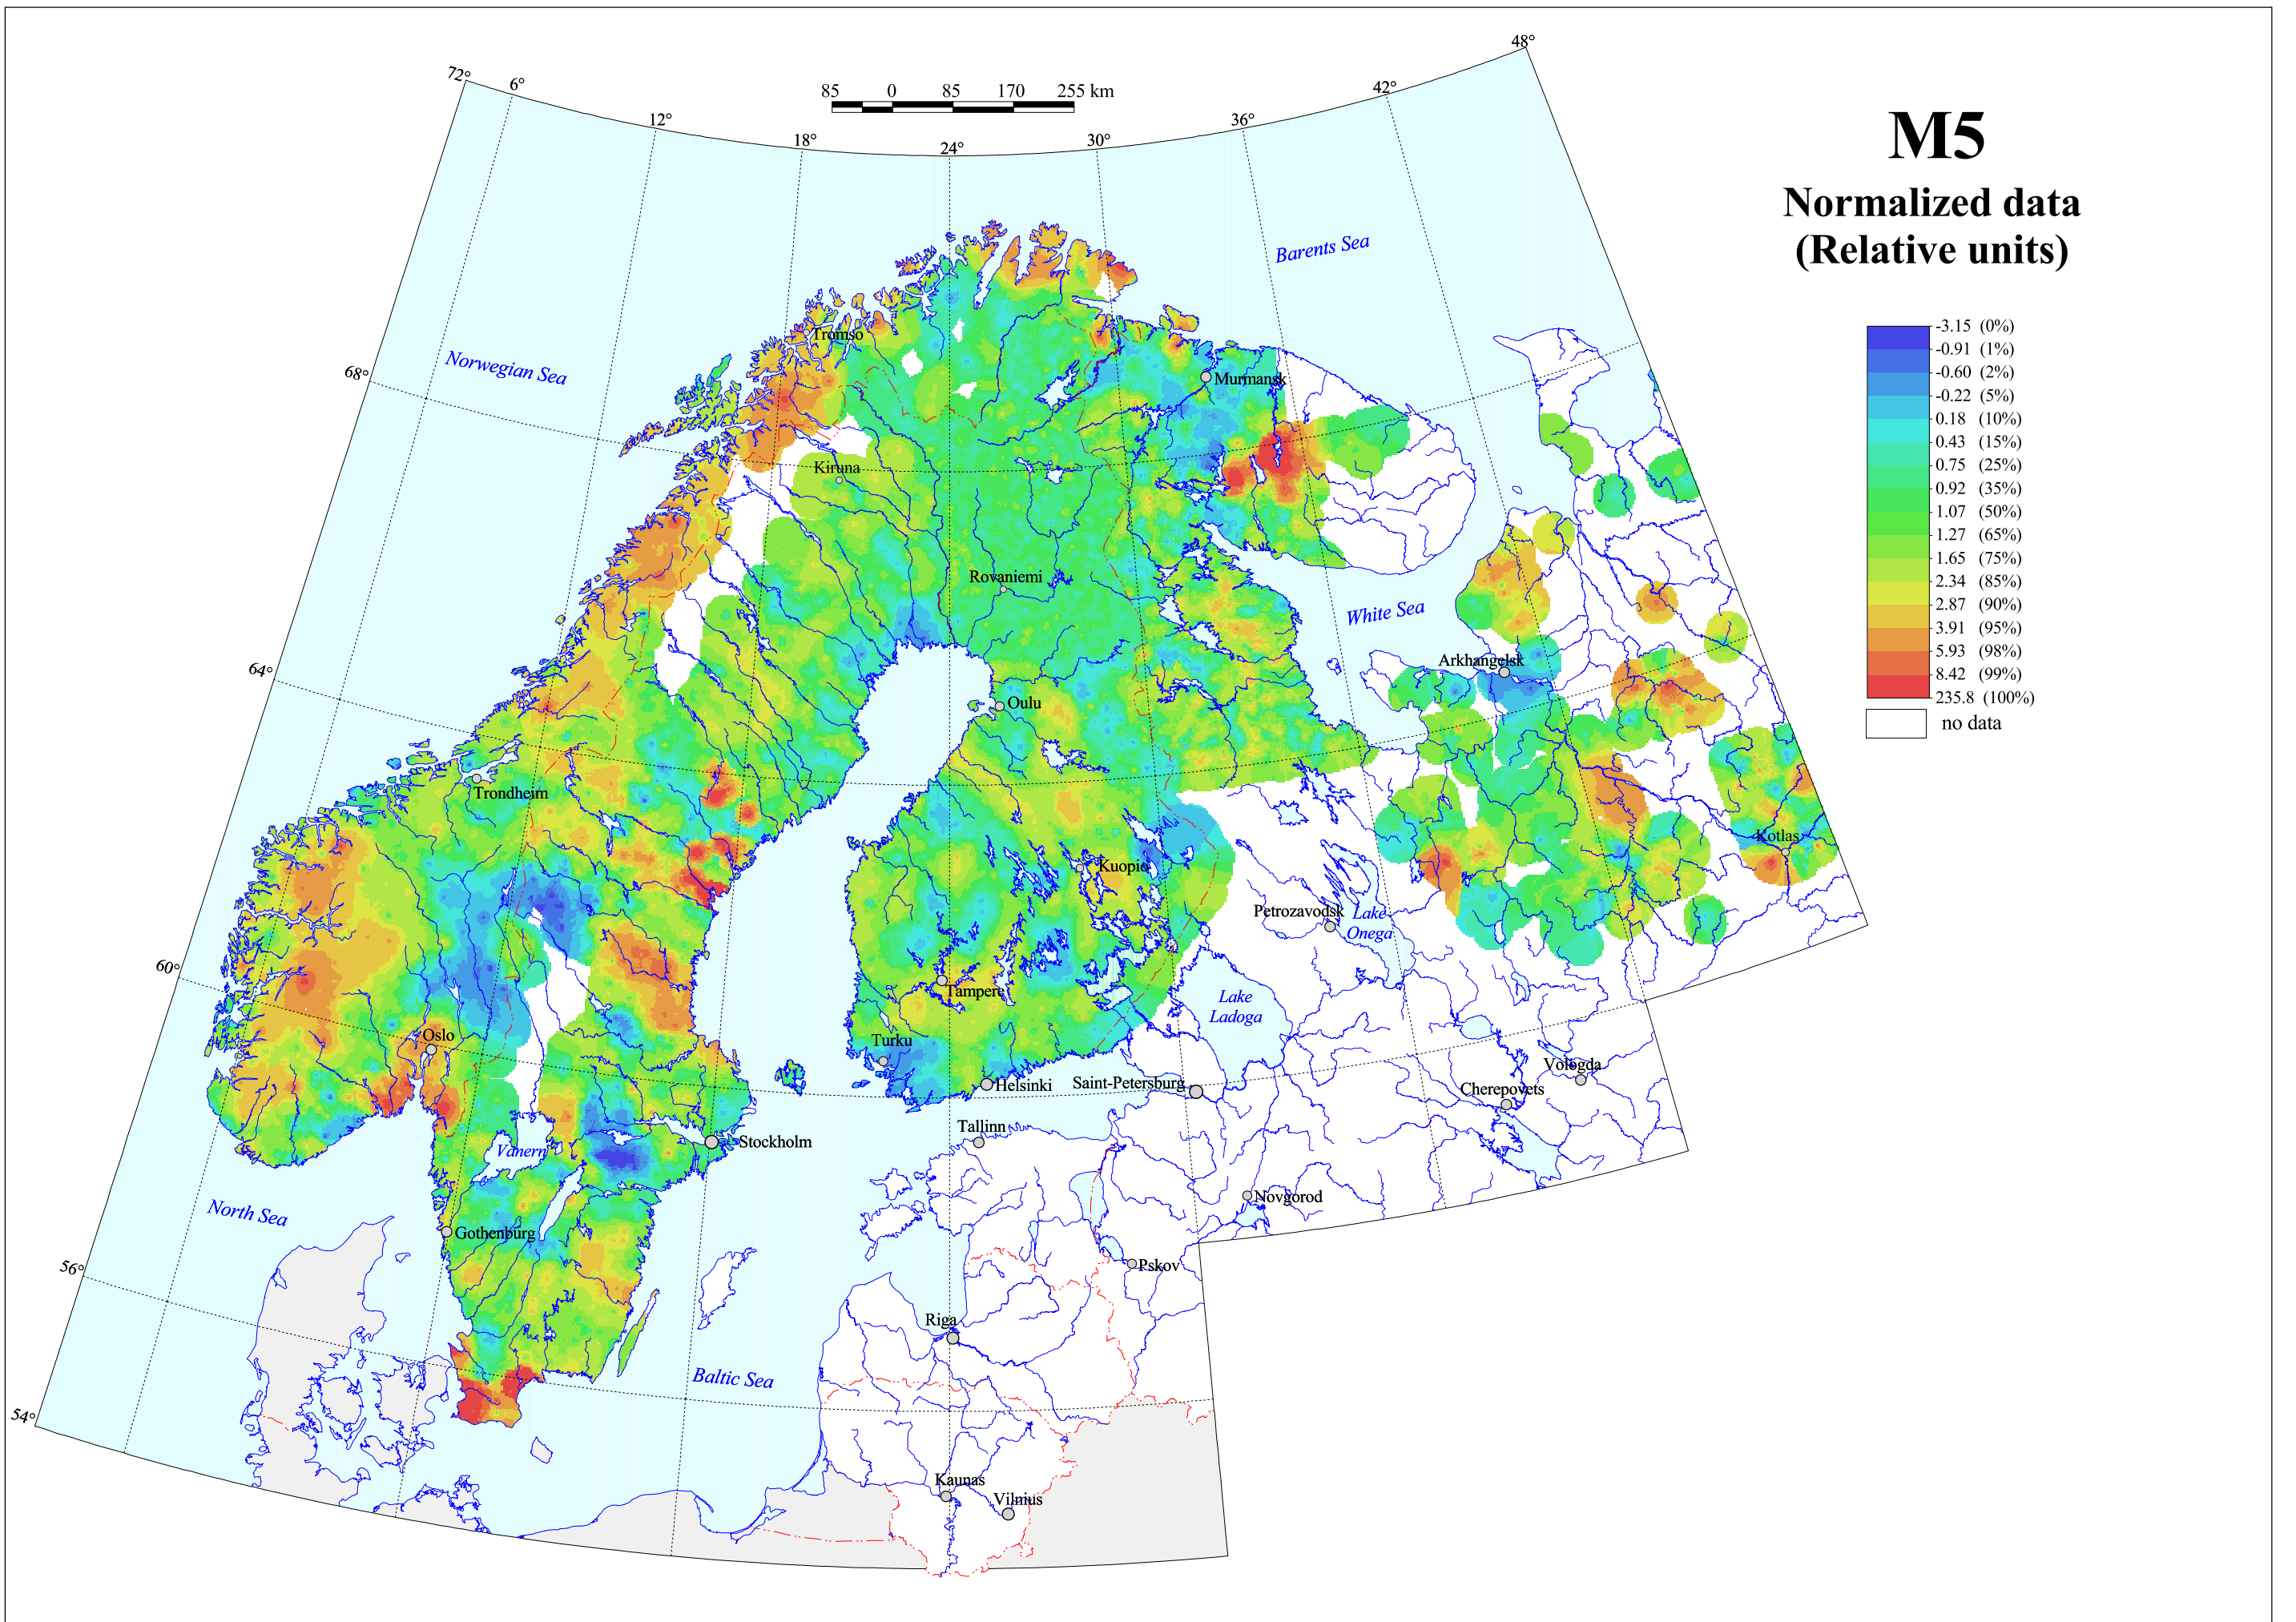 48°
72°
6°
42°
85 0 85 170 255 km
12°
36°
18°
30°
24°
M5
Normalized data
(Relative units)
Barents Sea
-3.15 (0%)
-0.91 (1%)
-0.60 (2%)
-0.22 (5%)
0.18 (10%)
0.43 (15%)
0.75 (25%)
0.92 (35%)
1.07 (50%)
1.27 (65%)
1.65 (75%)
2.34 (85%)
2.87 (90%)
3.91 (95%)
5.93 (98%)
8.42 (99%)
235.8 (100%)
no data
Tromso
Norwegian Sea
68°
Murmansk
Kiruna
Rovaniemi
White Sea
64°
Arkhangelsk
Oulu
Trondheim
Kotlas
Kuopio
Petrozavodsk
Lake
Onega
60°
Tampere
Lake
Ladoga
Oslo
Turku
Vologda
Helsinki
Saint-Petersburg
Cherepovets
Tallinn
Stockholm
Vanern
Novgorod
North Sea
Gothenburg
Pskov
56°
Riga
Baltic Sea
54°
Kaunas
Vilnius